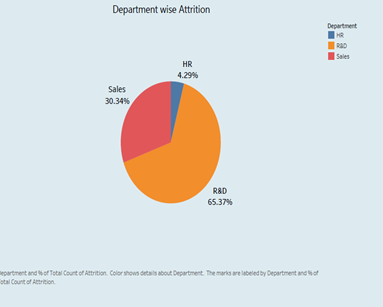 Department wise Attrition
Department
HR
R&D
Sales
HR
4.29%
Sales
30.34%
R&D
65.37%
Department and % of Total Count of Attrition. Color shows details about Department. The marks are labeled by Department and % of
Total Count of Attrition.